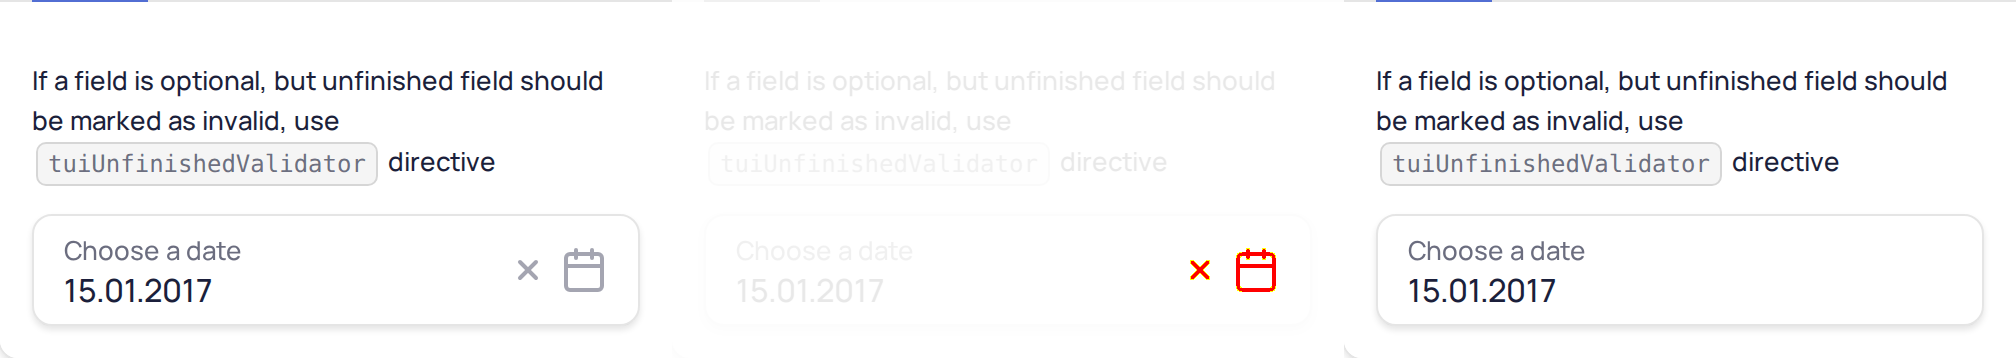 If a field is optional, but unfinished field should
be marked as invalid, use
tuiUnfinishedValidator directive
Choose a date
15.01.2017
If a field is optional, but unfinished field should
be marked as invalid, use
tuiUnfinishedValidator directive
Choose a date
15.01.2017
If a field is optional, but unfinished field should
be marked as invalid, use
tuiUnfinishedValidator directive
Choose a date
15.01.2017